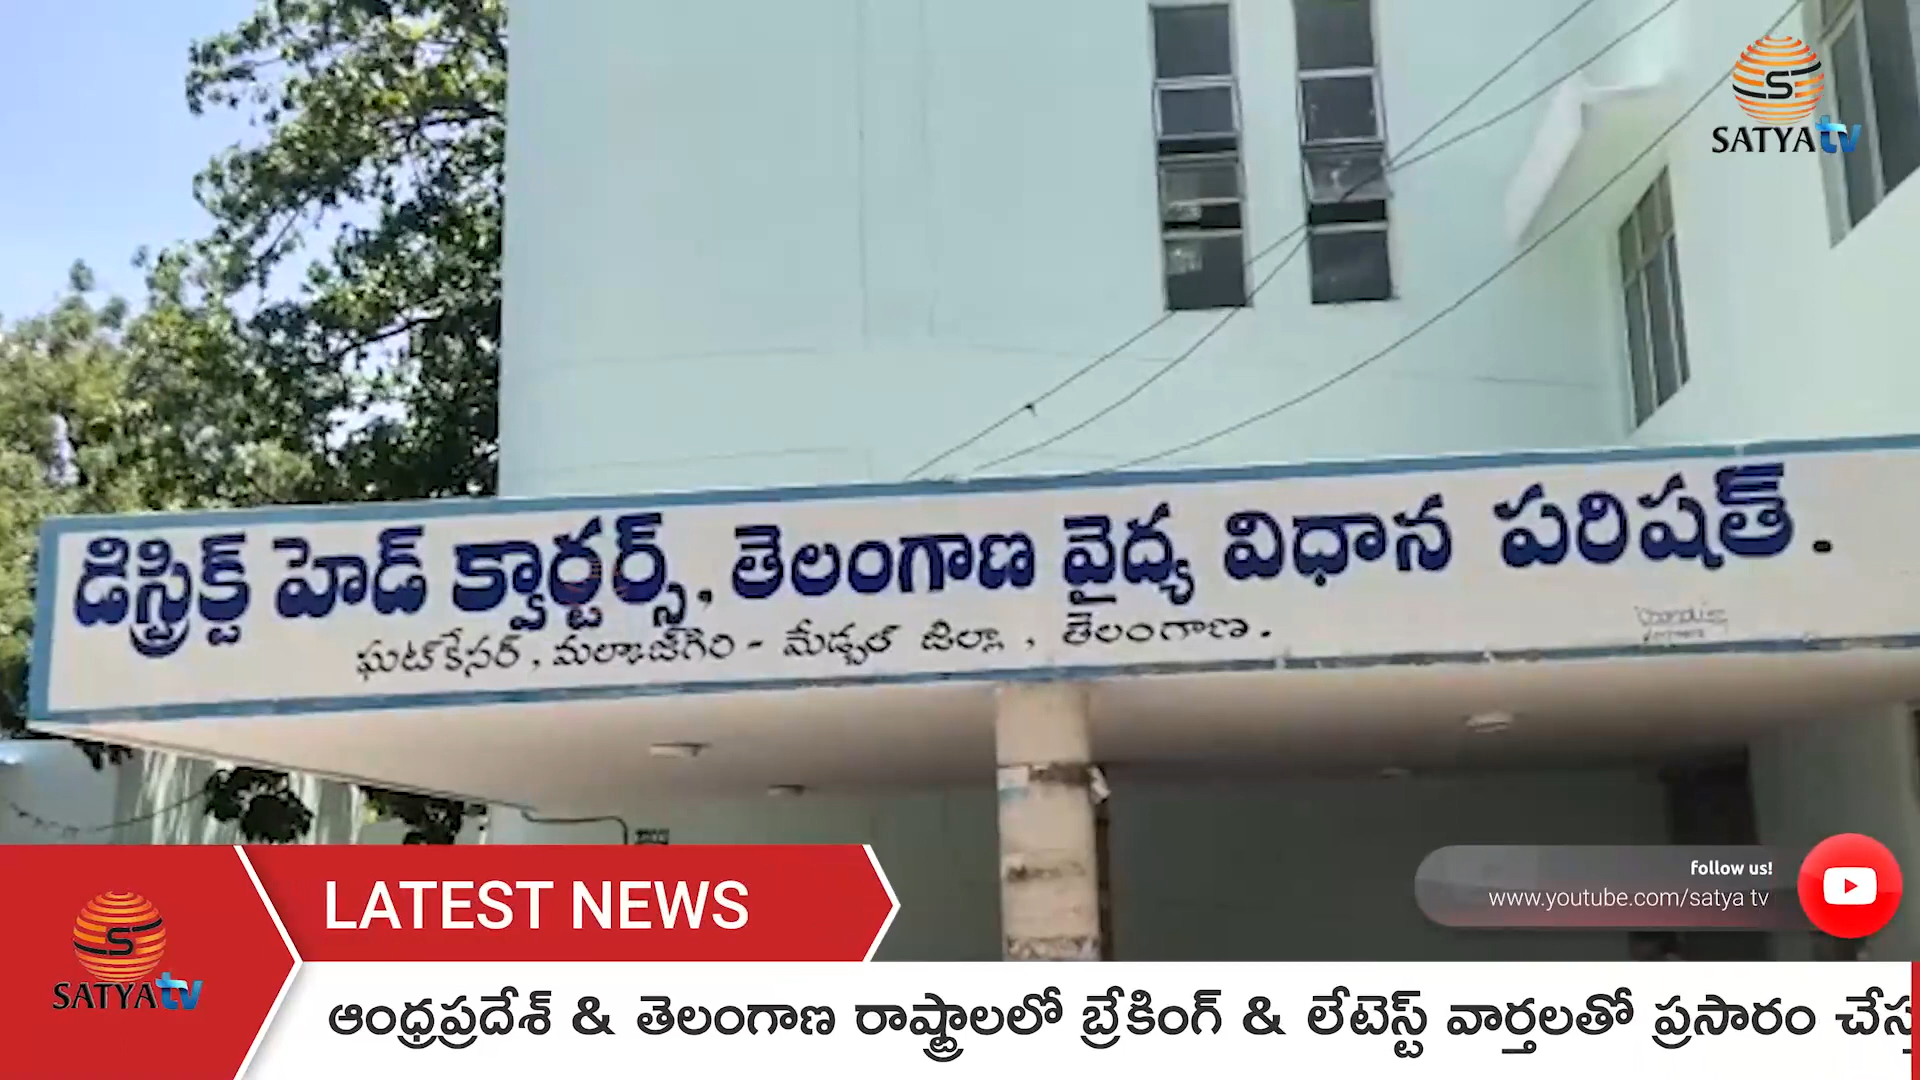 SATYA tv
డిస్ట్రిక్ట్ హెడ్ క్వార్టర్స్, తెలంగాణ వైద్య విధాన పరిషత్.
ఘట్‌కేసర్, మల్కాజ్‌గిరి - మేడ్చల్ జిల్లా, తెలంగాణ.
follow us!
www.youtube.com/satya tv
LATEST NEWS
SATYA tv
ఆంధ్రప్రదేశ్ & తెలంగాణ రాష్ట్రాలలో బ్రేకింగ్ & లేటెస్ట్ వార్తలతో ప్రసారం